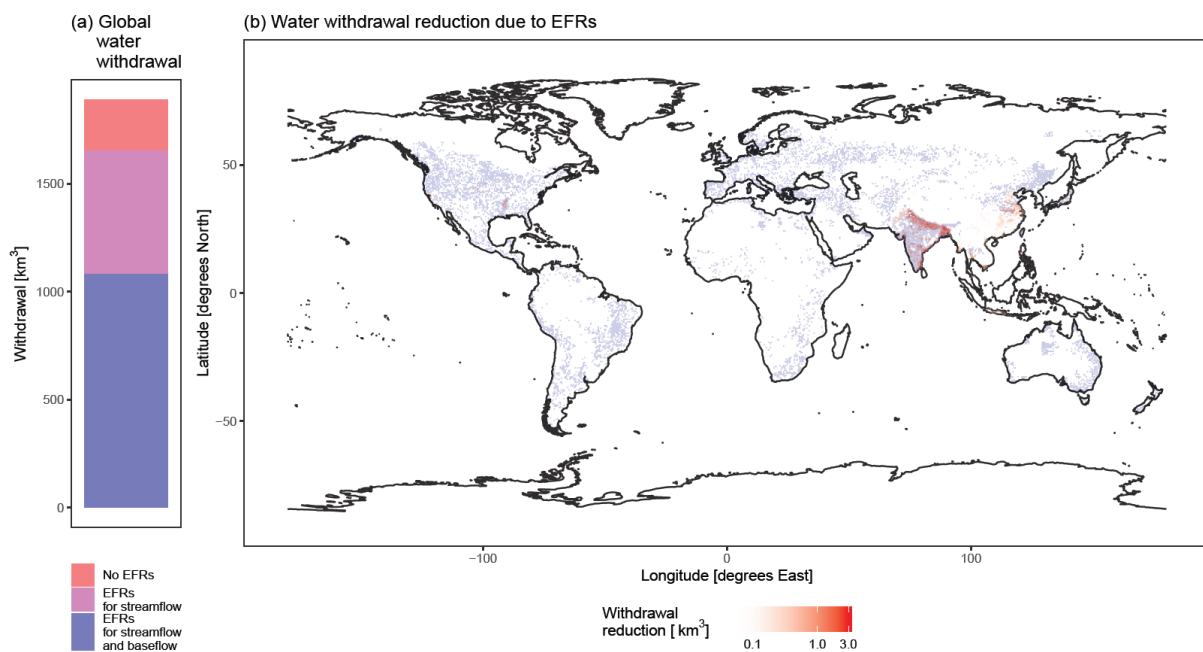 (a) Global
water
withdrawal
(b) Water withdrawal reduction due to EFRs
Withdrawal [km³]
1500
1000
500
0
No EFRs
EFRs
for streamflow
EFRs
for streamflow
and baseflow
Latitude [degrees North]
50
0
−50
−100
0
100
Longitude [degrees East]
Withdrawal
reduction [ km³]
0.1
1.0
3.0